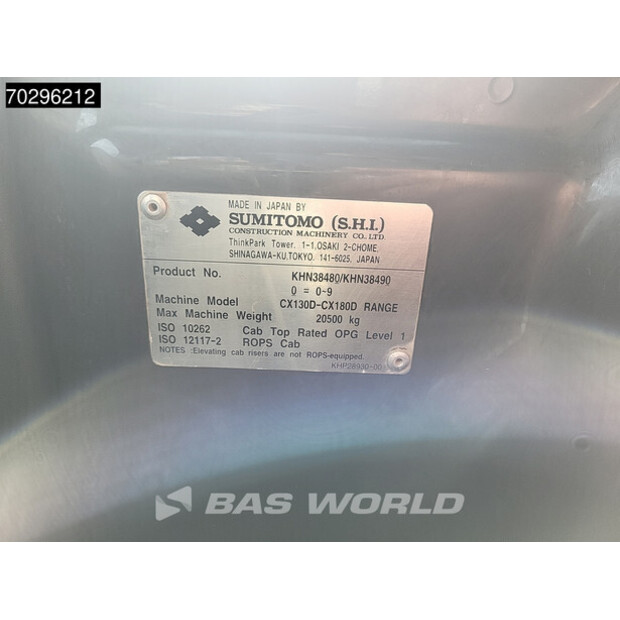 70296212
MADE IN JAPAN BY
SUMITOMO (S.H.I.)
CONSTRUCTION MACHINERY CO. LTD.
ThinkPark Tower. 1-1,OSAKI 2-CHOME,
SHINAGAWA-KU,TOKYO, 141-6025, JAPAN
Product No. KHN38480/KHN38490
0 = 0-9
Machine Model CX130D-CX180D RANGE
Max Machine Weight 20500 kg
ISO 10262 Cab Top Rated OPG Level 1
ISO 12117-2 ROPS Cab
NOTES :Elevating cab risers are not ROPS-equipped.
KHP28930-00
BAS WORLD